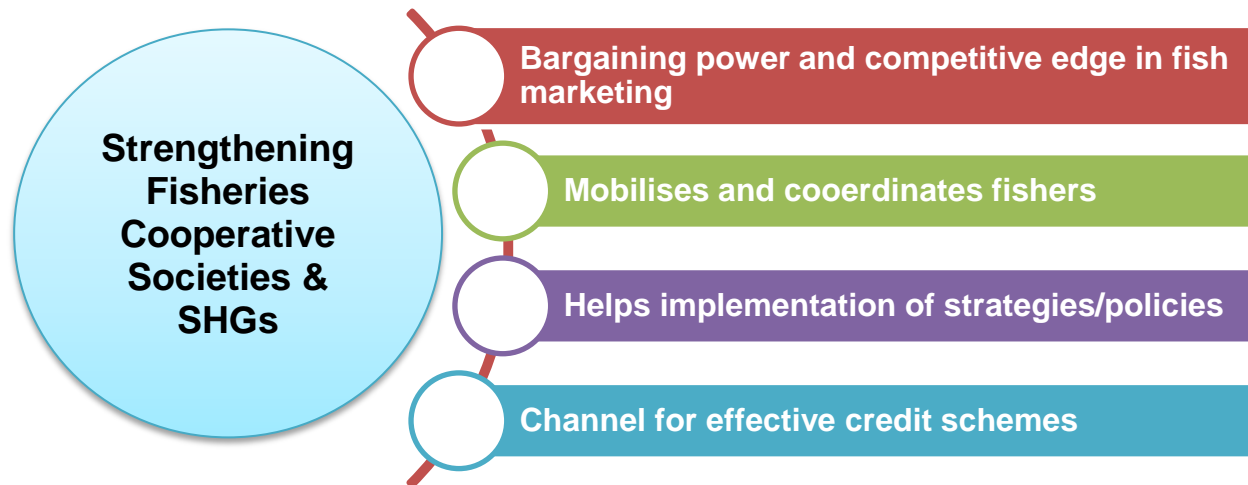 Strengthening
Fisheries
Cooperative
Societies &
SHGs
Bargaining power and competitive edge in fish
marketing
Mobilises and cooerdinates fishers
Helps implementation of strategies/policies
Channel for effective credit schemes